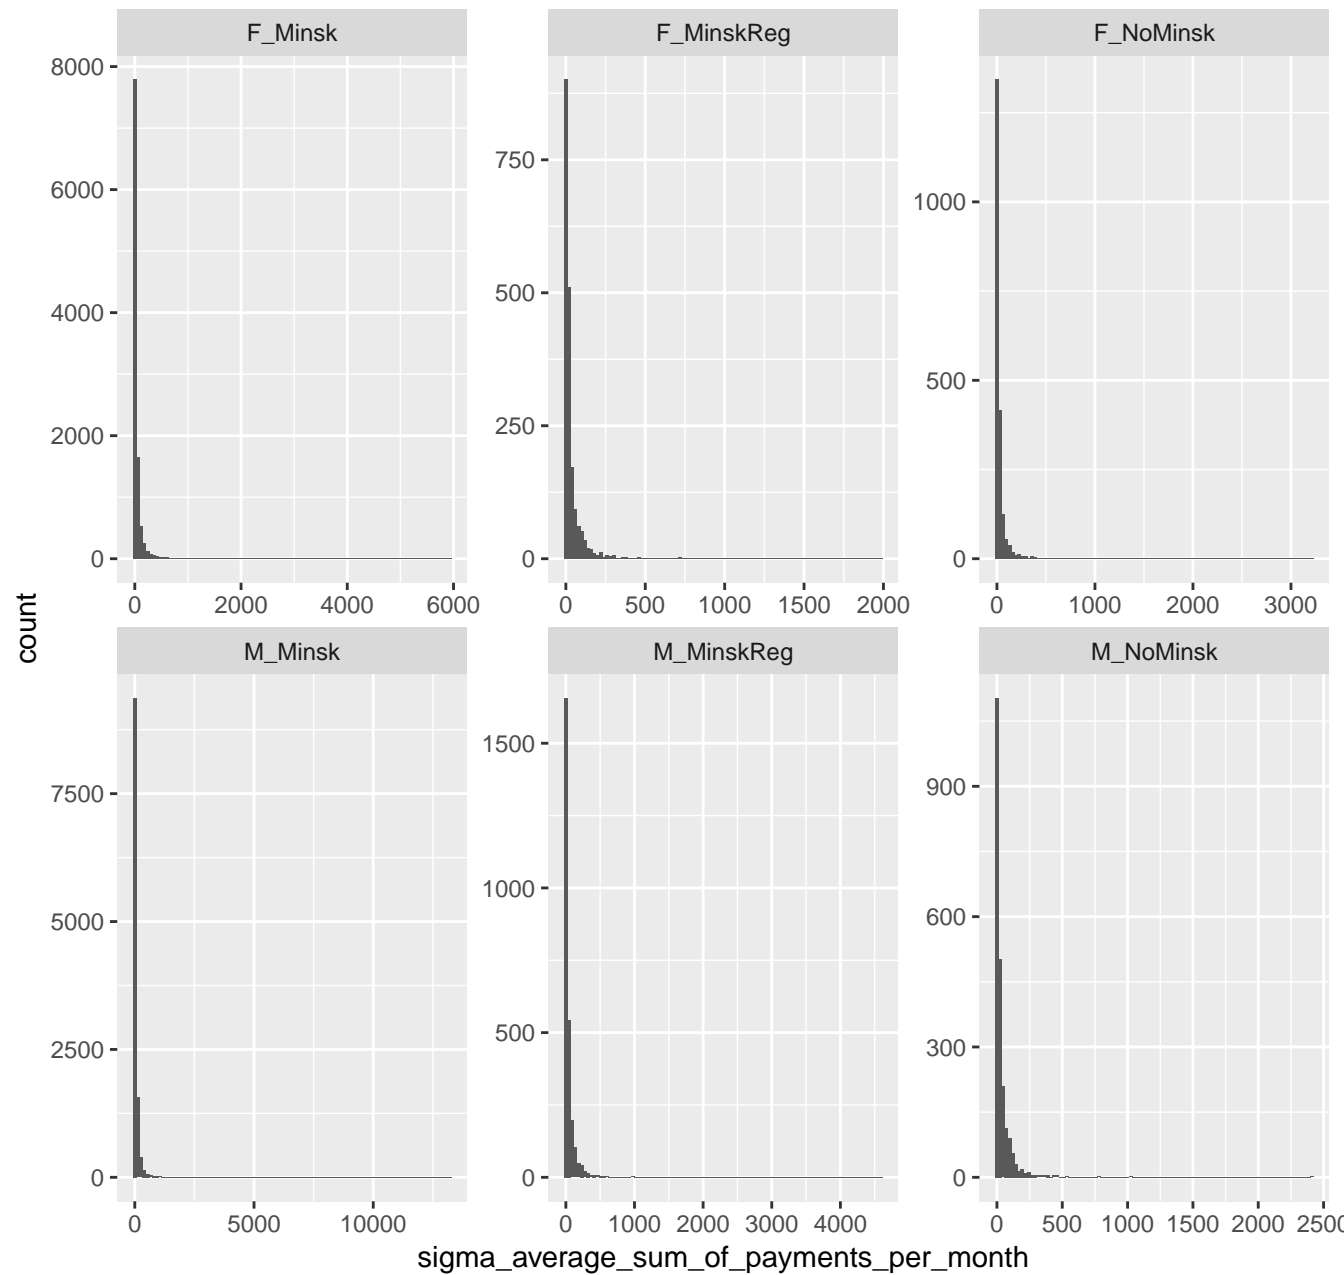 F_Minsk
F_MinskReg
F_NoMinsk
8000
6000
4000
2000
0
750
500
250
0
1000
500
0
0 2000 4000 6000
0 500 1000 1500 2000
0 1000 2000 3000
count
M_Minsk
M_MinskReg
M_NoMinsk
7500
5000
2500
0
1500
1000
500
0
900
600
300
0
0 5000 10000
0 1000 2000 3000 4000
0 500 1000 1500 2000 2500
sigma_average_sum_of_payments_per_month